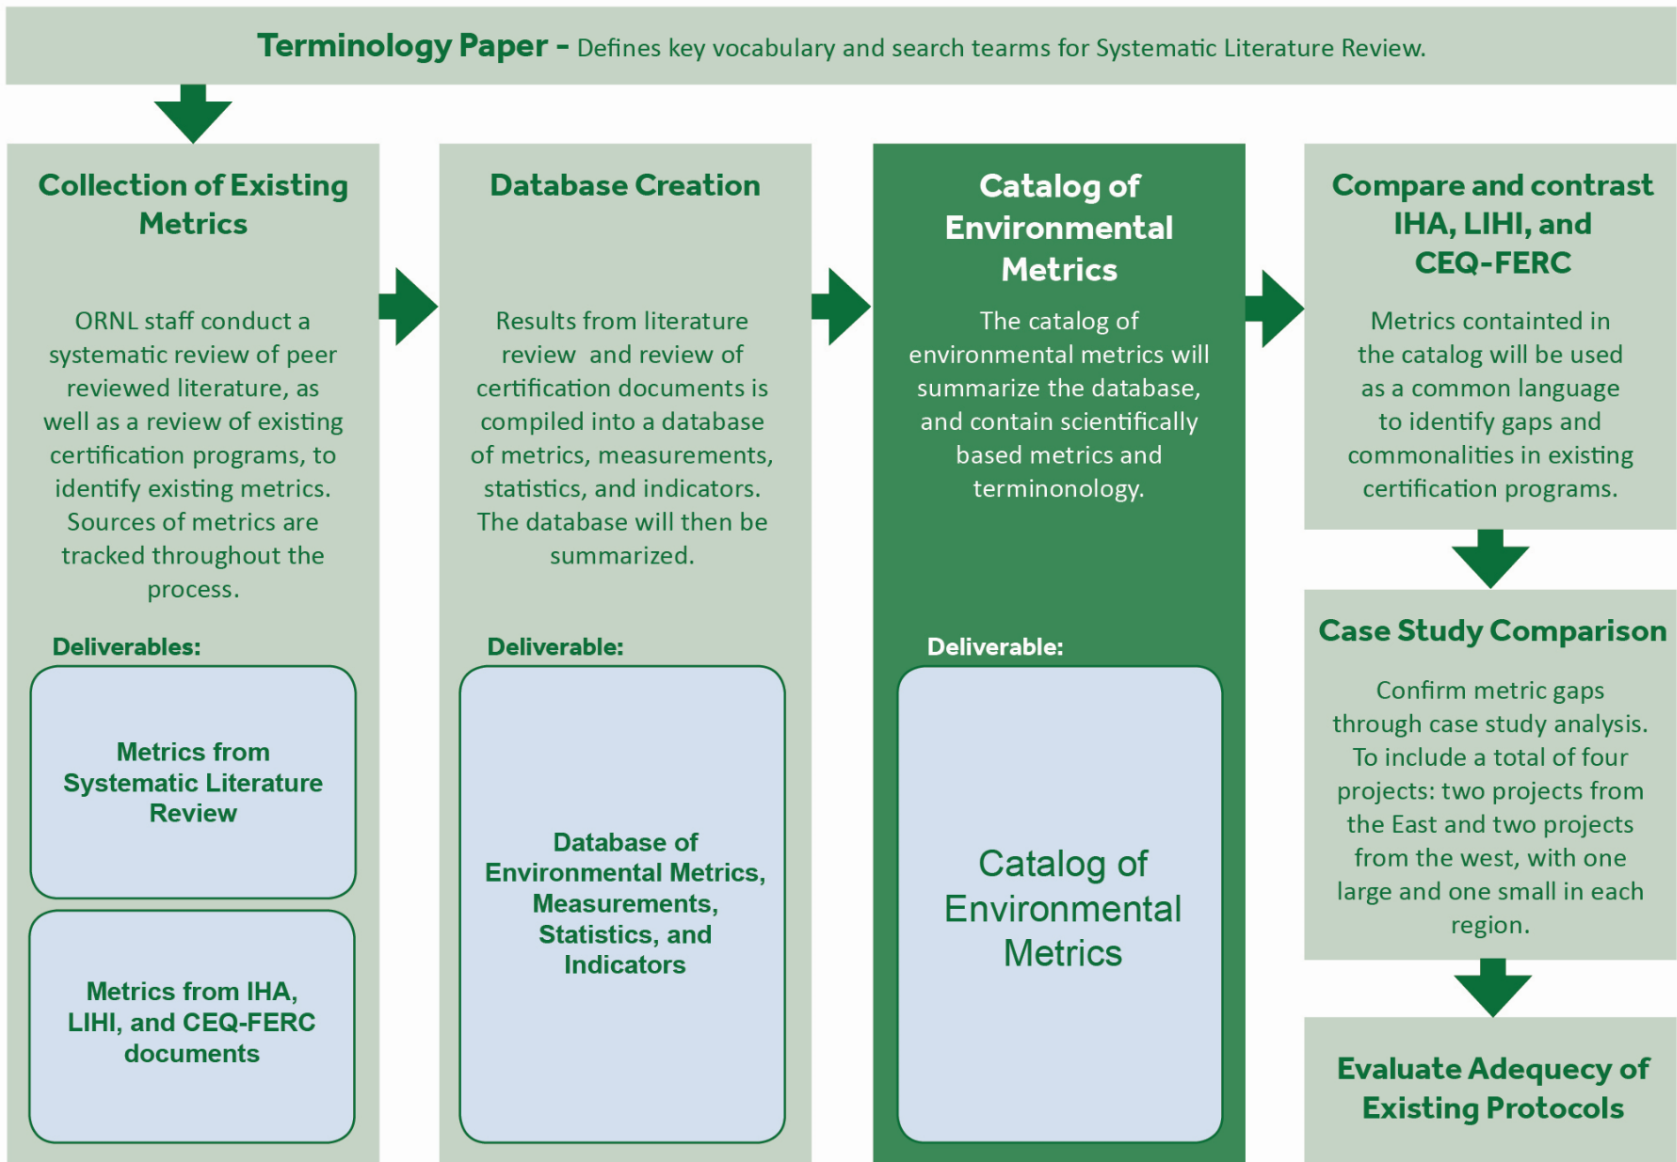 Terminology Paper – Defines key vocabulary and search tearms for Systematic Literature Review.
Collection of Existing
Metrics
ORNL staff conduct a
systematic review of peer
reviewed literature, as
well as a review of existing
certification programs, to
identify existing metrics.
Sources of metrics are
tracked throughout the
process.
Deliverables:
Metrics from
Systematic Literature
Review
Metrics from IHA,
LIHI, and CEQ-FERC
documents
Database Creation
Results from literature
review and review of
certification documents is
compiled into a database
of metrics, measurements,
statistics, and indicators.
The database will then be
summarized.
Deliverable:
Database of
Environmental Metrics,
Measurements,
Statistics, and
Indicators
Catalog of
Environmental
Metrics
The catalog of
environmental metrics will
summarize the database,
and contain scientifically
based metrics and
terminonology.
Deliverable:
Catalog of
Environmental
Metrics
Compare and contrast
IHA, LIHI, and
CEQ-FERC
Metrics containted in
the catalog will be used
as a common language
to identify gaps and
commonalities in existing
certification programs.
Case Study Comparison
Confirm metric gaps
through case study analysis.
To include a total of four
projects: two projects from
the East and two projects
from the west, with one
large and one small in each
region.
Evaluate Adequecy of
Existing Protocols